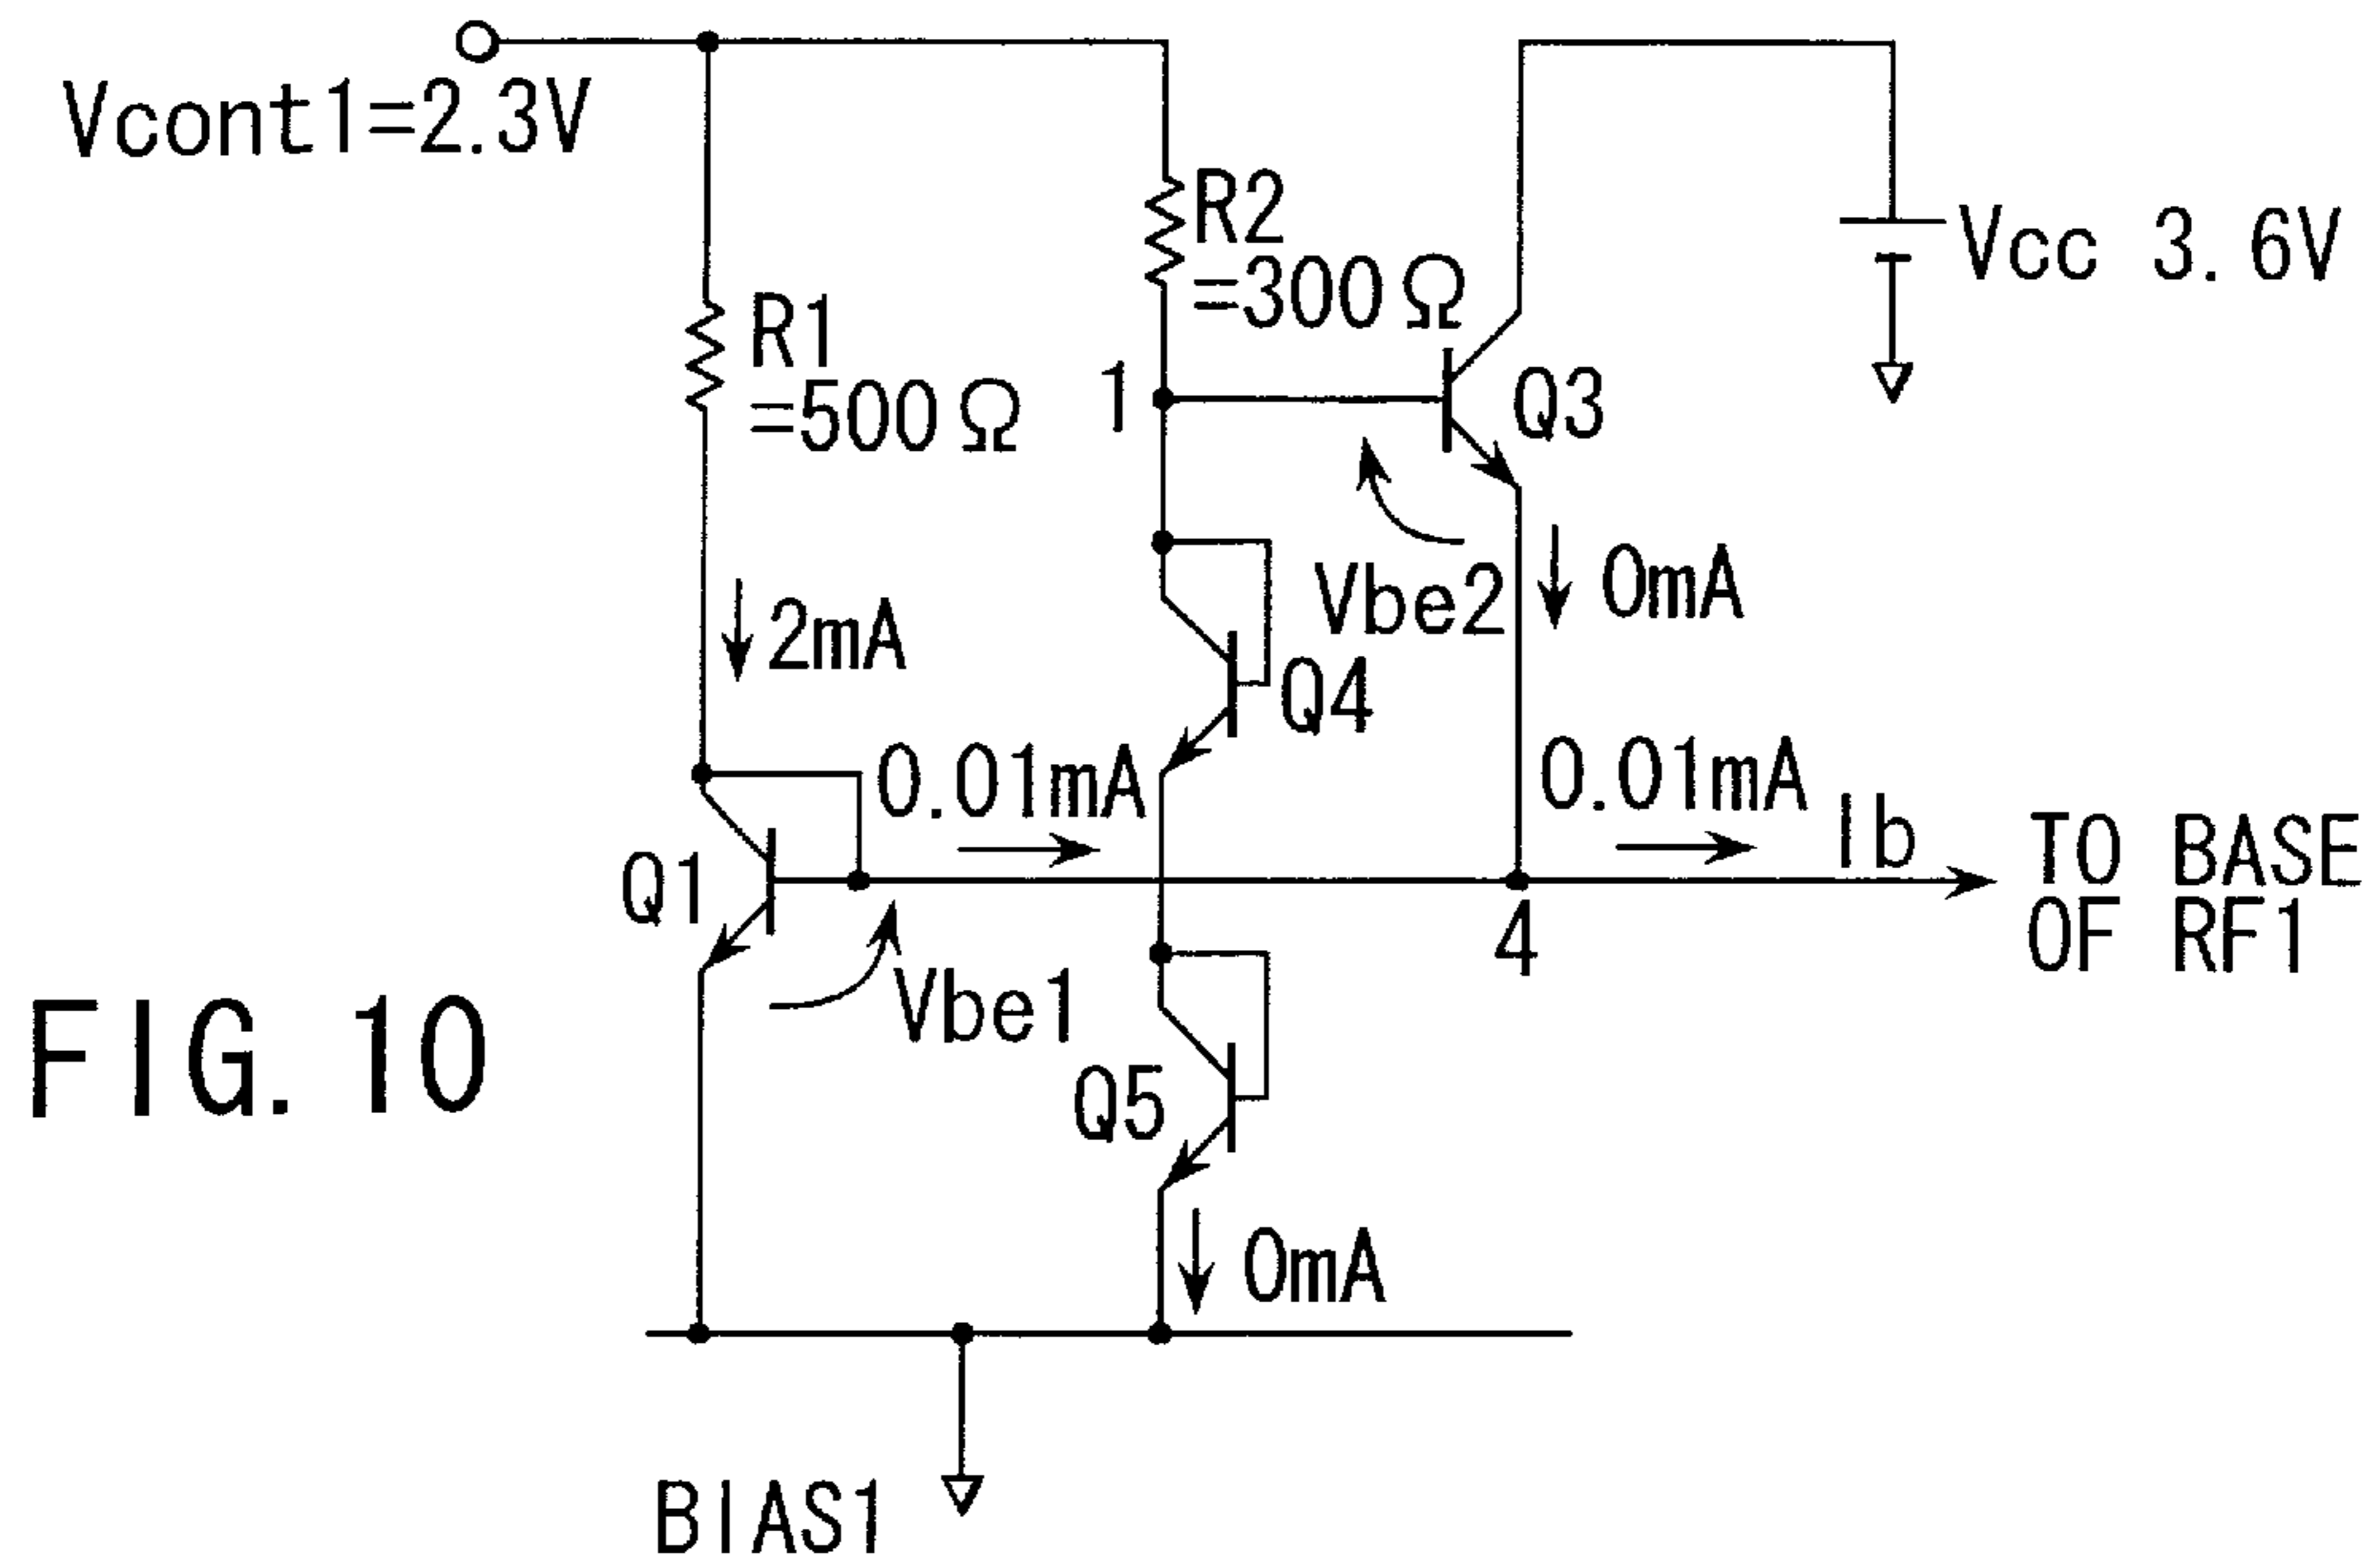 Vcont1=2.3V
R2
=300Ω
Vcc 3.6V
R1
=500Ω
1
Q3
Vbe2
0mA
2mA
Q4
0.01mA
0.01mA
Ib
TO BASE
OF RF1
Q1
4
Vbe1
FIG. 10
Q5
0mA
BIAS1